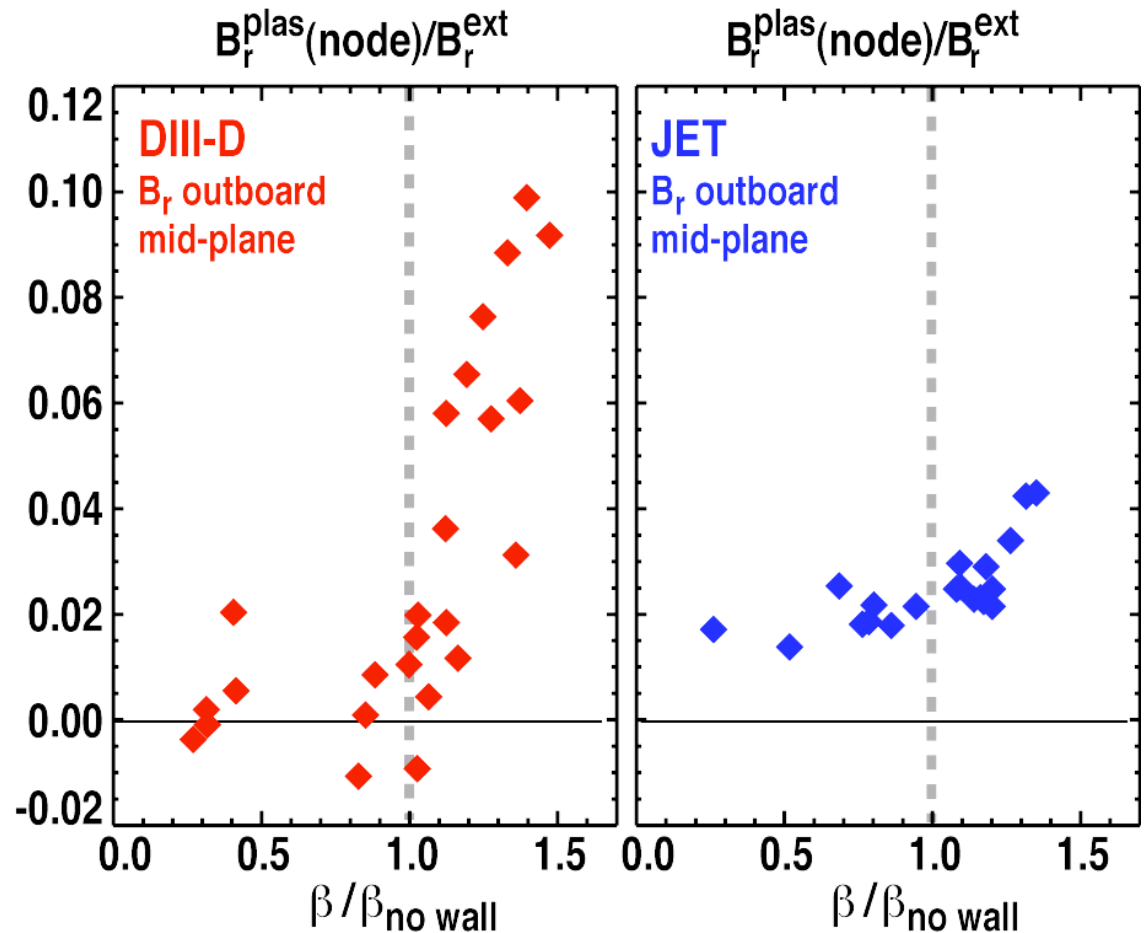 B_r^plas(node)/B_r^ext
B_r^plas(node)/B_r^ext
0.12
0.10
0.08
0.06
0.04
0.02
0.00
-0.02
DIII-D
B_r outboard
mid-plane
JET
B_r outboard
mid-plane
0.0 0.5 1.0 1.5
0.0 0.5 1.0 1.5
β/β_no wall
β/β_no wall